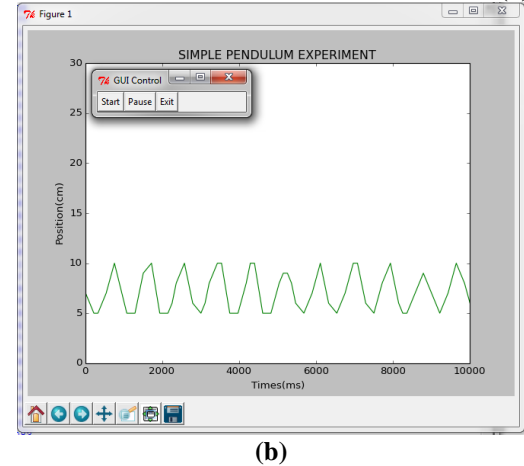 Figure 1
SIMPLE PENDULUM EXPERIMENT
GUI Control
Start Pause Exit
Position(cm)
30
25
20
15
10
5
0
0 2000 4000 6000 8000 10000
Times(ms)
(b)